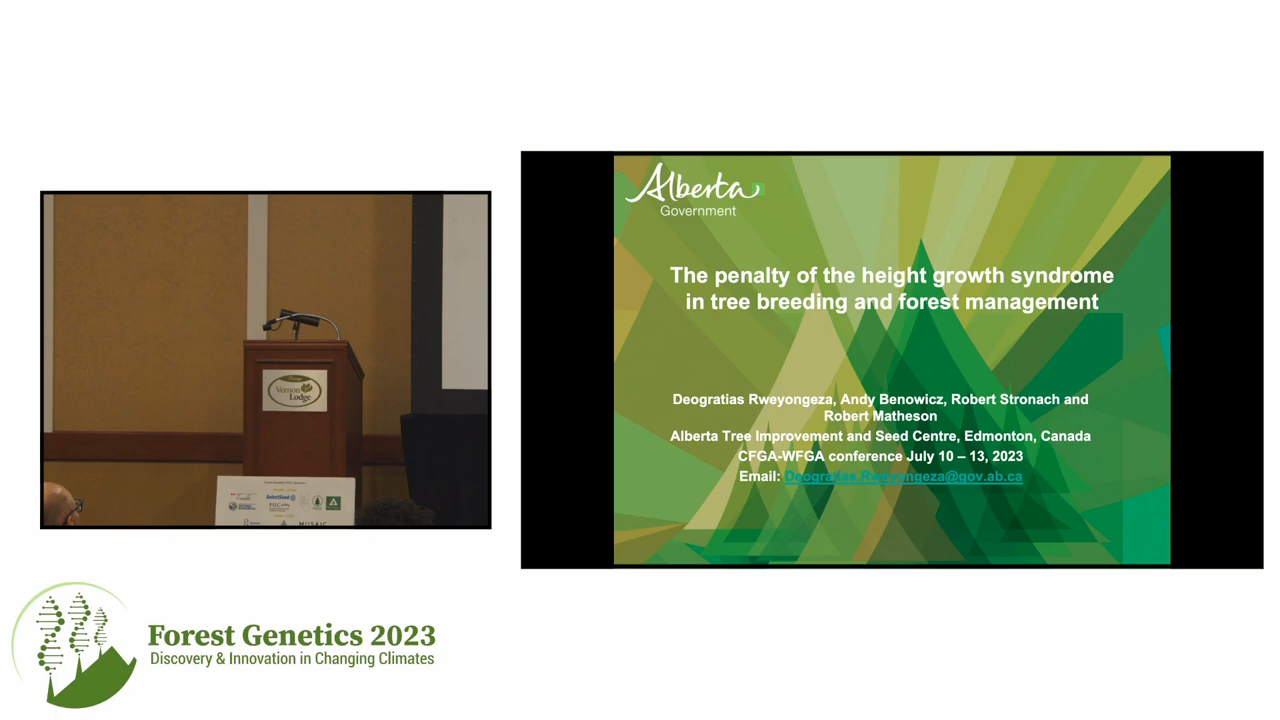 Alberta
Government
The penalty of the height growth syndrome
in tree breeding and forest management
Deogratias Rweyongeza, Andy Benowicz, Robert Stronach and
Robert Matheson
Alberta Tree Improvement and Seed Centre, Edmonton, Canada
CFGA-WFGA conference July 10 – 13, 2023
Email: Deogratias.Rweyongeza@gov.ab.ca
Vernon
Lodge
SelectSeed
MOSAIC
Forest Genetics 2023
Discovery & Innovation in Changing Climates